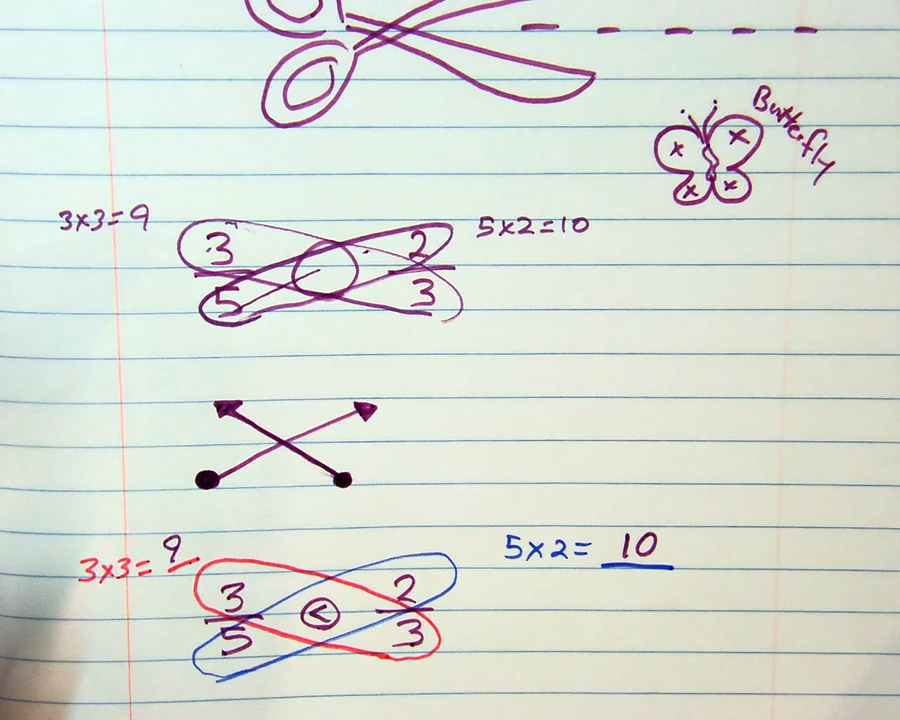 Butterfly
x x
x x
3x3=9 5x2=10
3 2
5 3
3x3= 9 5x2= 10
3 < 2
5 3